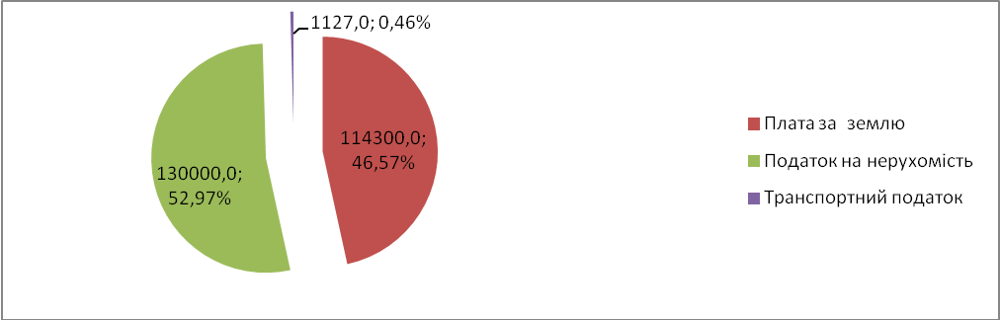 1127,0; 0,46%
114300,0;
46,57%
130000,0;
52,97%
Плата за землю
Податок на нерухомість
Транспортний податок